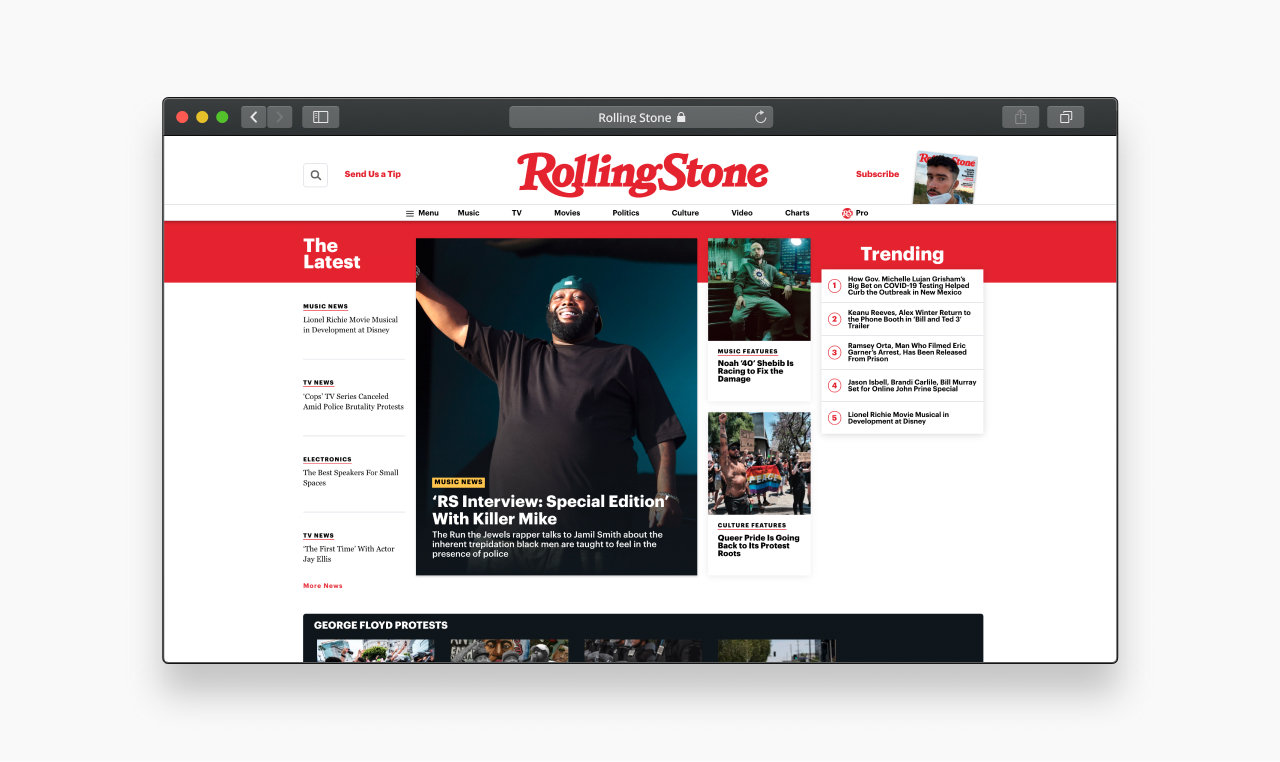 Rolling Stone
Send Us a Tip
RollingStone
Subscribe
Menu
Music
TV
Movies
Politics
Culture
Video
Charts
RS Pro
The
Latest
MUSIC NEWS
Lionel Richie Movie Musical
in Development at Disney
TV NEWS
'Cops' TV Series Canceled
Amid Police Brutality Protests
ELECTRONICS
The Best Speakers For Small
Spaces
TV NEWS
'The First Time' With Actor
Jay Ellis
More News
MUSIC NEWS
'RS Interview: Special Edition'
With Killer Mike
The Run the Jewels rapper talks to Jamil Smith about the
inherent trepidation black men are taught to feel in the
presence of police
MUSIC FEATURES
Noah '40' Shebib Is
Racing to Fix the
Damage
PEACE
CULTURE FEATURES
Queer Pride Is Going
Back to Its Protest
Roots
Trending
1
How Gov. Michelle Lujan Grisham's
Big Bet on COVID-19 Testing Helped
Curb the Outbreak in New Mexico
2
Keanu Reeves, Alex Winter Return to
the Phone Booth in 'Bill and Ted 3'
Trailer
3
Ramsey Orta, Man Who Filmed Eric
Garner's Arrest, Has Been Released
From Prison
4
Jason Isbell, Brandi Carlile, Bill Murray
Set for Online John Prine Special
5
Lionel Richie Movie Musical in
Development at Disney
GEORGE FLOYD PROTESTS